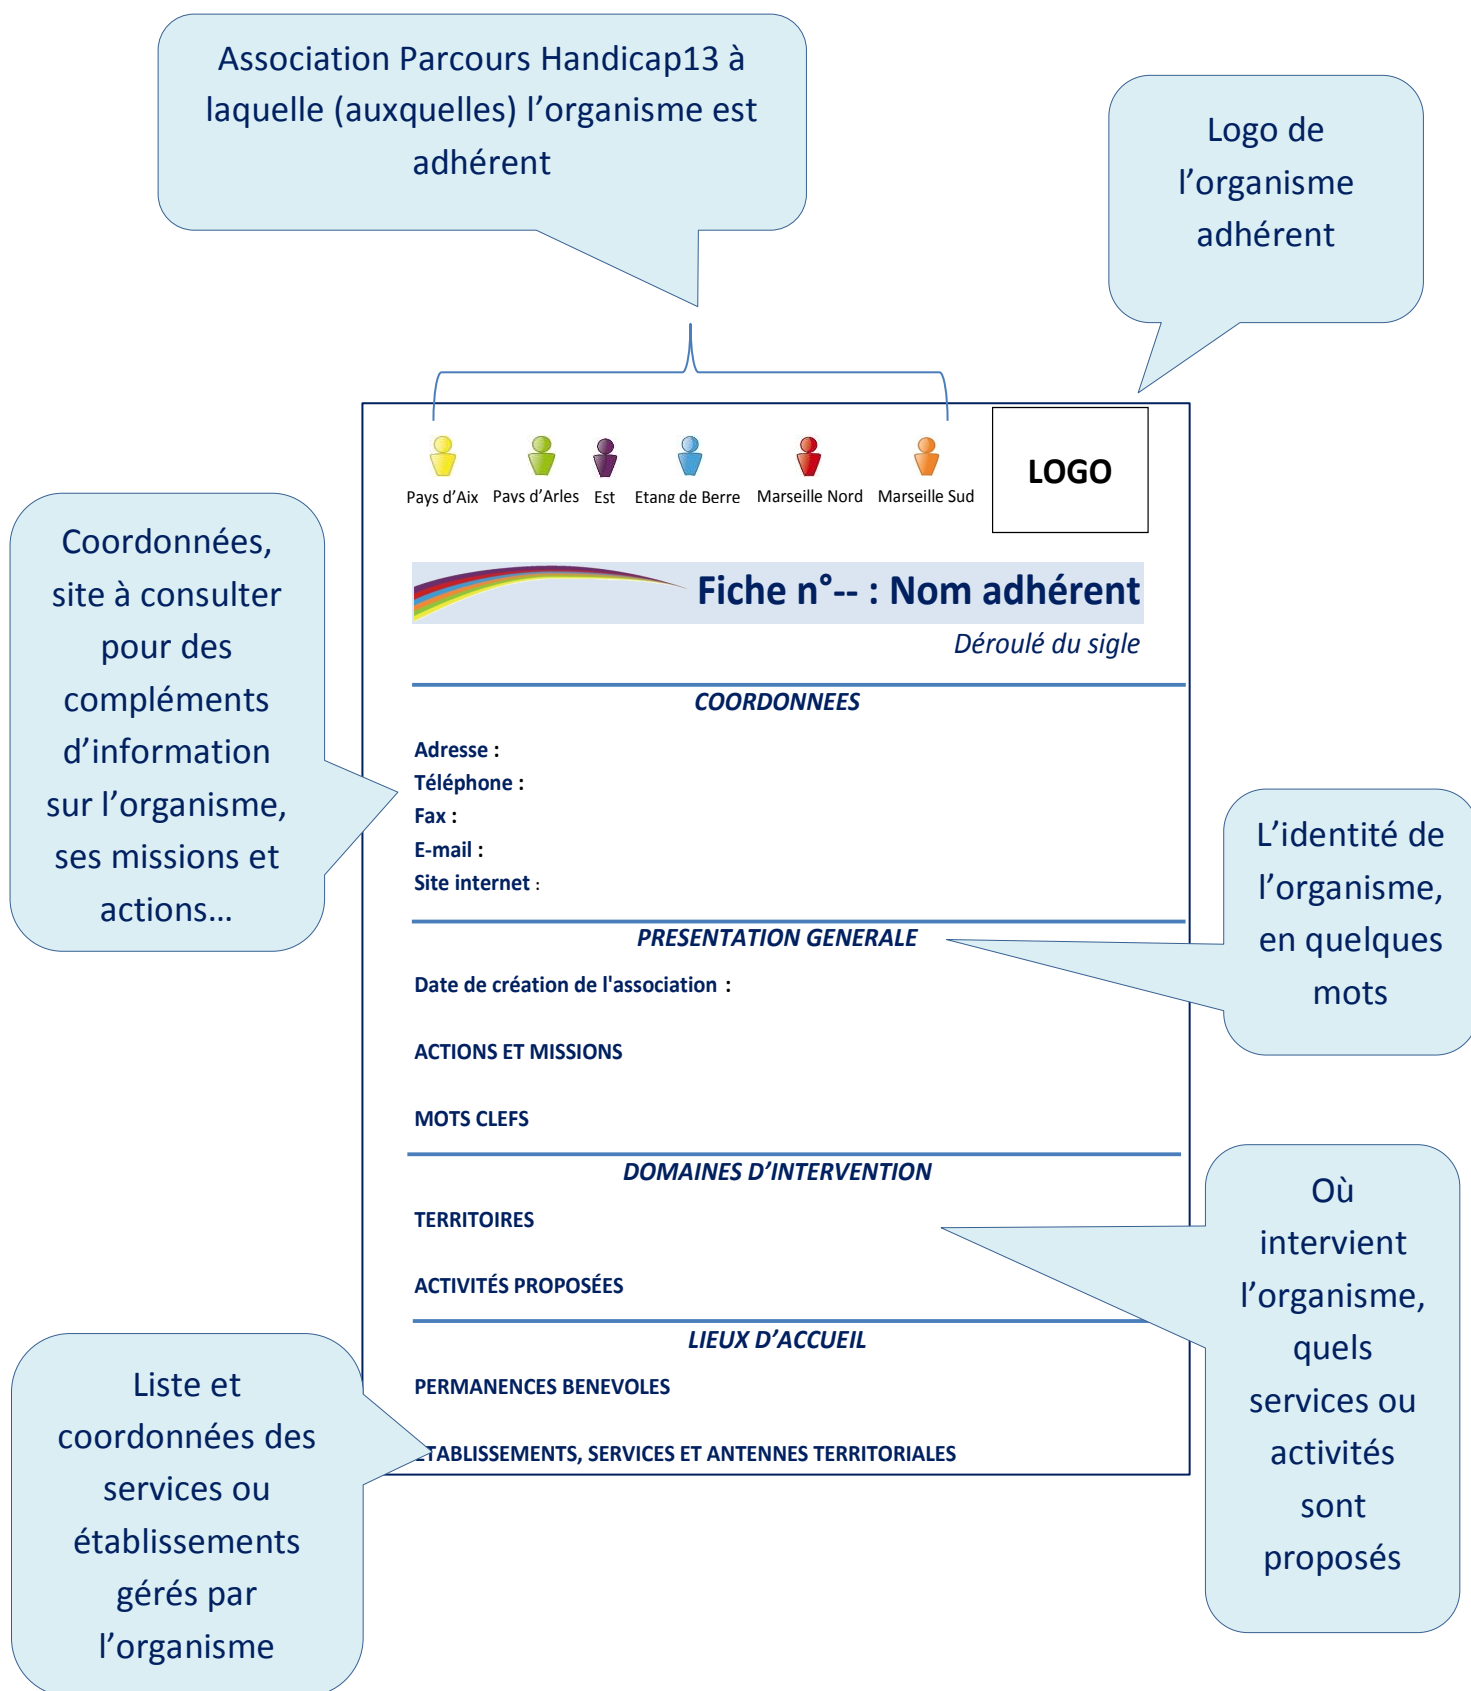 Association Parcours Handicap13 à
laquelle (auxquelles) l’organisme est
adhérent
Logo de
l’organisme
adhérent
Pays d’Aix
Pays d’Arles
Est
Etang de Berre
Marseille Nord
Marseille Sud
LOGO
Fiche n°-- : Nom adhérent
Déroulé du sigle
Coordonnées,
site à consulter
pour des
compléments
d’information
sur l’organisme,
ses missions et
actions…
COORDONNEES
Adresse :
Téléphone :
Fax :
E-mail :
Site internet :
L’identité de
l’organisme,
en quelques
mots
PRESENTATION GENERALE
Date de création de l'association :
ACTIONS ET MISSIONS
MOTS CLEFS
DOMAINES D’INTERVENTION
TERRITOIRES
ACTIVITÉS PROPOSÉES
Où
intervient
l’organisme,
quels
services ou
activités
sont
proposés
LIEUX D’ACCUEIL
PERMANENCES BENEVOLES
ETABLISSEMENTS, SERVICES ET ANTENNES TERRITORIALES
Liste et
coordonnées des
services ou
établissements
gérés par
l’organisme